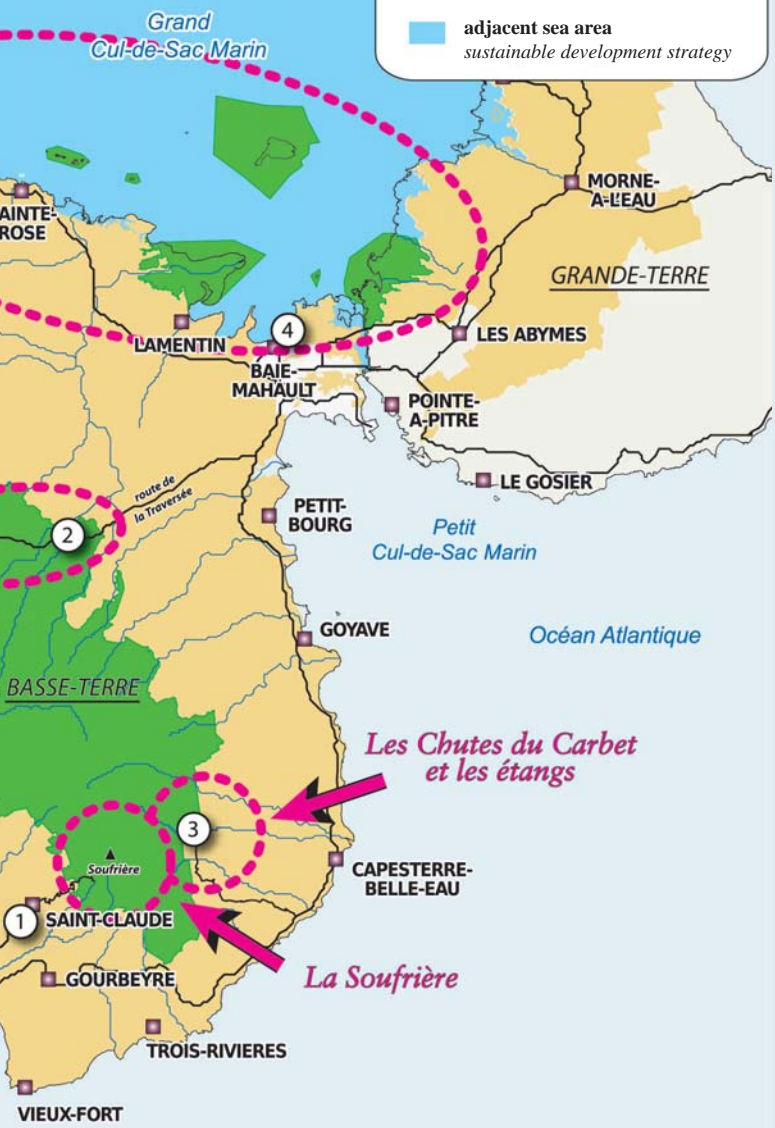 adjacent sea area
sustainable development strategy
Grand
Cul-de-Sac Marin
MORNE-
A-L'EAU
AINTE-
ROSE
GRANDE-TERRE
4
LAMENTIN
LES ABYMES
BAIE-
MAHAULT
POINTE-
A-PITRE
LE GOSIER
route de
la Traversée
2
PETIT-
BOURG
Petit
Cul-de-Sac Marin
GOYAVE
Océan Atlantique
BASSE-TERRE
Les Chutes du Carbet
et les étangs
3
Soufrière
CAPESTERRE-
BELLE-EAU
1
SAINT-CLAUDE
GOURBEYRE
La Soufrière
TROIS-RIVIERES
VIEUX-FORT